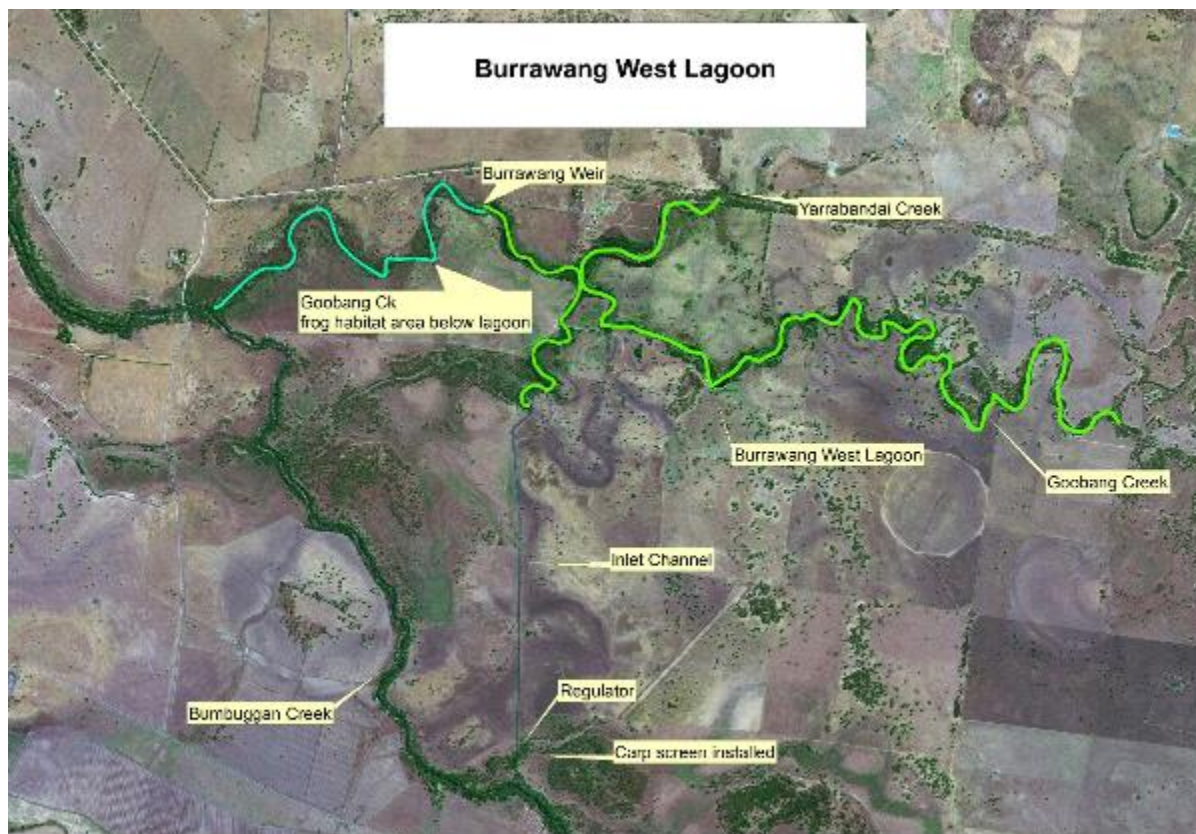 Burrawang West Lagoon
Burrawang Weir
Yarrabandai Creek
Goobang Ck
frog habitat area below lagoon
Burrawang West Lagoon
Goobang Creek
Inlet Channel
Regulator
Bumbuggan Creek
Carp screen installed